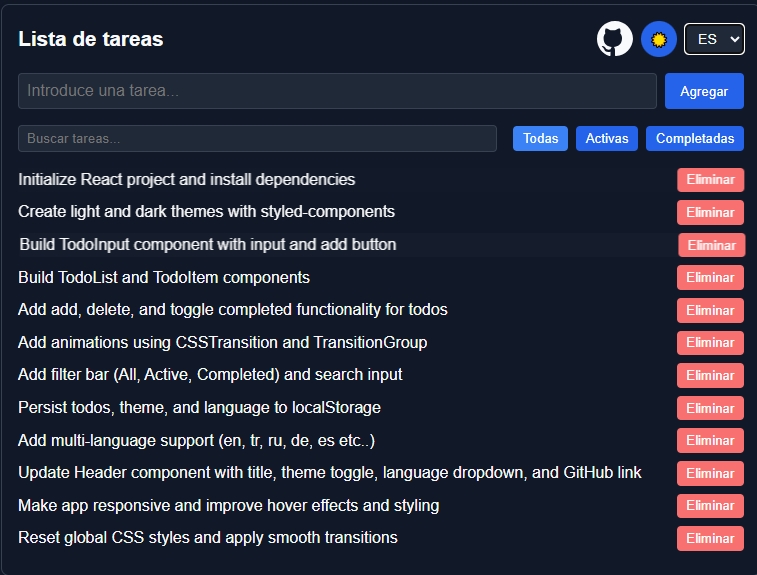 Lista de tareas ES
Introduce una tarea... Agregar
Buscar tareas... Todas Activas Completadas
Initialize React project and install dependencies Eliminar
Create light and dark themes with styled-components Eliminar
Build TodoInput component with input and add button Eliminar
Build TodoList and TodoItem components Eliminar
Add add, delete, and toggle completed functionality for todos Eliminar
Add animations using CSSTransition and TransitionGroup Eliminar
Add filter bar (All, Active, Completed) and search input Eliminar
Persist todos, theme, and language to localStorage Eliminar
Add multi-language support (en, tr, ru, de, es etc..) Eliminar
Update Header component with title, theme toggle, language dropdown, and GitHub link Eliminar
Make app responsive and improve hover effects and styling Eliminar
Reset global CSS styles and apply smooth transitions Eliminar